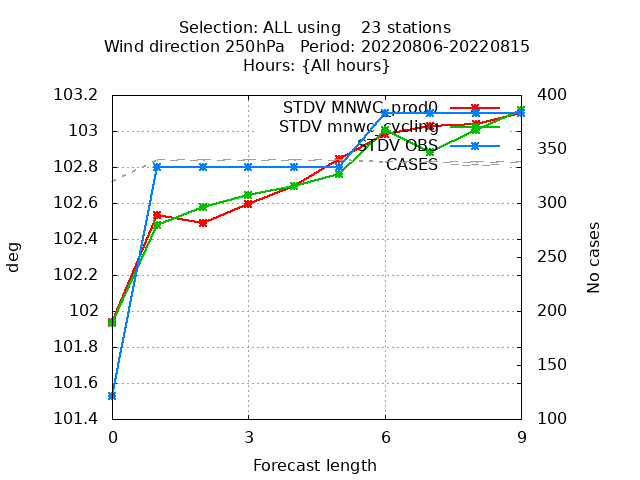 Selection: ALL using    23 stations
Wind direction 250hPa   Period: 20220806-20220815
Hours: {All hours}
103.2
103
102.8
102.6
102.4
102.2
102
101.8
101.6
101.4
deg
STDV MNWC_prod0
STDV mnwc_cycling
STDV OBS
CASES
400
350
300
250
200
150
100
No cases
0
3
6
9
Forecast length